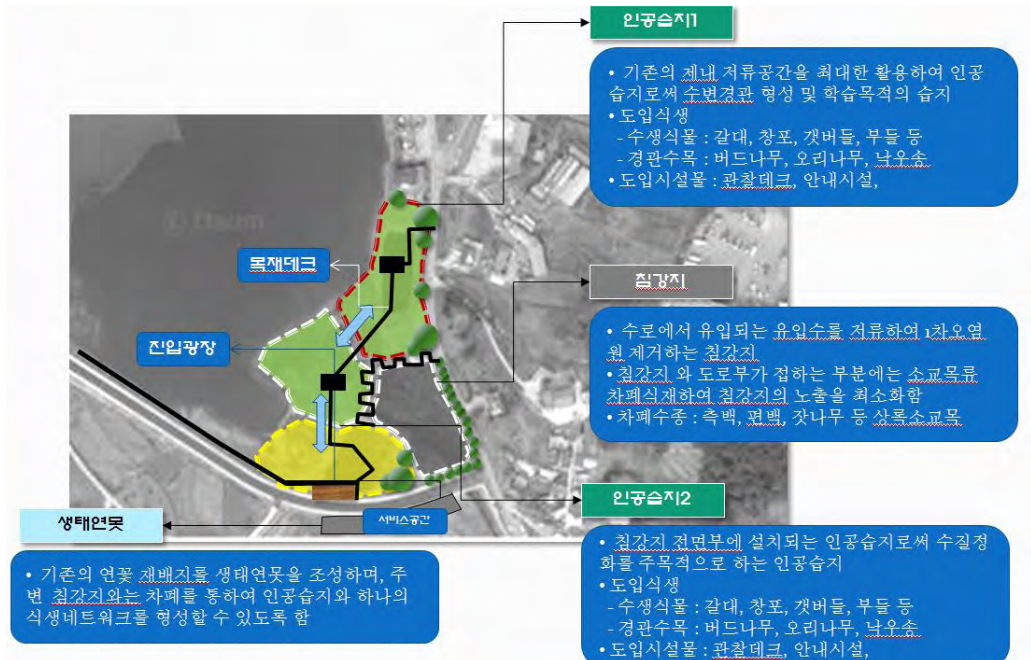 인공습지1
• 기존의 제내 저류공간을 최대한 활용하여 인공
습지로써 수변경관 형성 및 학습목적의 습지
• 도입식생
- 수생식물 : 갈대, 창포, 갯버들, 부들 등
- 경관수목 : 버드나무, 오리나무, 낙우송
• 도입시설물 : 관찰데크, 안내시설,
© Daum
목재데크
진입광장
침강지
• 수로에서 유입되는 유입수를 저류하여 1차오염
원 제거하는 침강지
• 침강지 와 도로부가 접하는 부분에는 소교목류
차폐식재하여 침강지의 노출을 최소화함
• 차폐수종 : 측백, 편백, 잣나무 등 상록소교목
서비스공간
생태연못
• 기존의 연꽃 재배지를 생태연못을 조성하며, 주
변 침강지와는 차폐를 통하여 인공습지와 하나의
식생네트워크를 형성할 수 있도록 함
인공습지2
• 침강지 전면부에 설치되는 인공습지로써 수질정
화를 주목적으로 하는 인공습지
• 도입식생
- 수생식물 : 갈대, 창포, 갯버들, 부들 등
- 경관수목 : 버드나무, 오리나무, 낙우송
• 도입시설물 : 관찰데크, 안내시설,